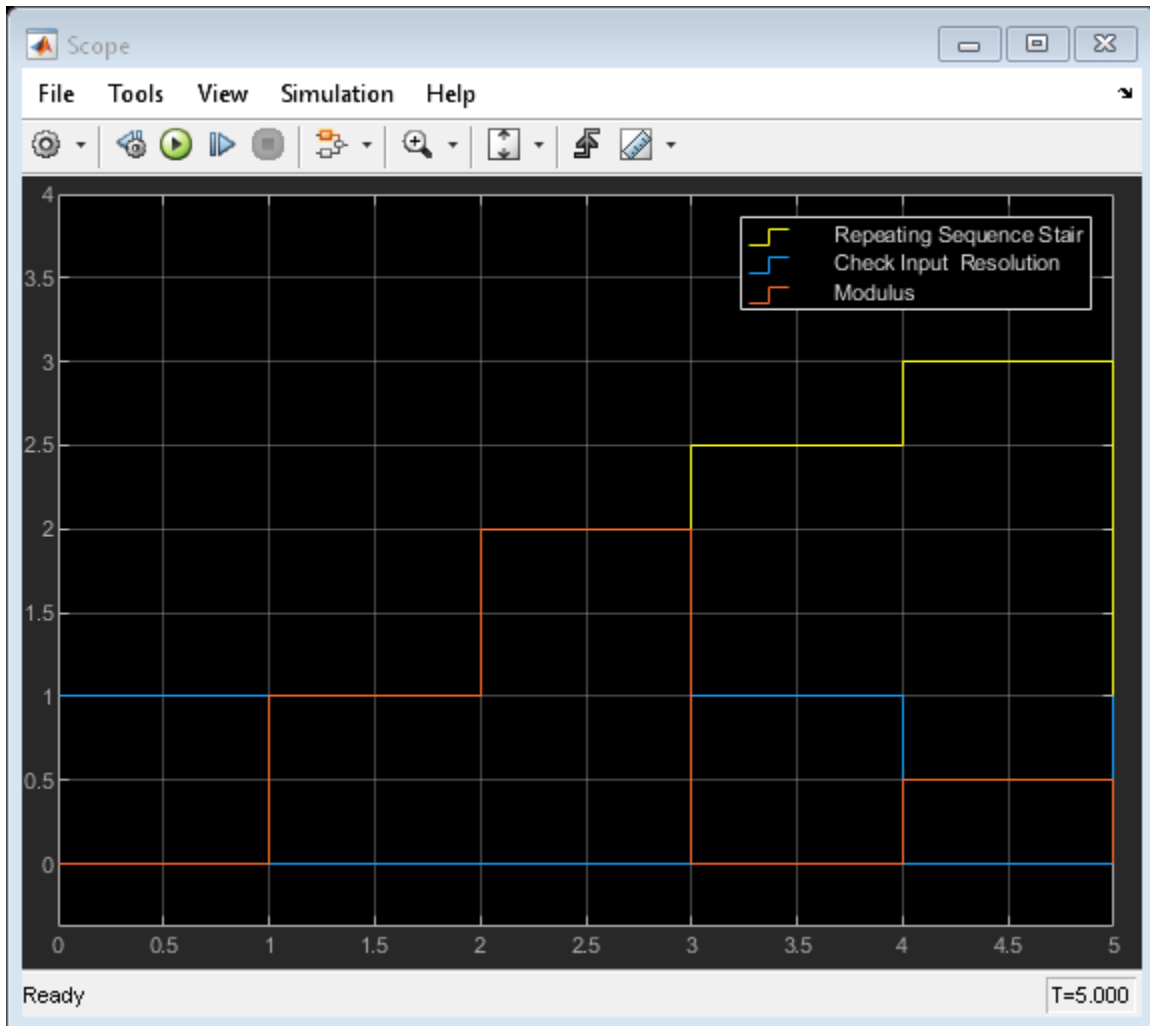 Scope
File Tools View Simulation Help
4
3.5
3
2.5
2
1.5
1
0.5
0
Repeating Sequence Stair
Check Input  Resolution
Modulus
0 0.5 1 1.5 2 2.5 3 3.5 4 4.5 5
Ready T=5.000